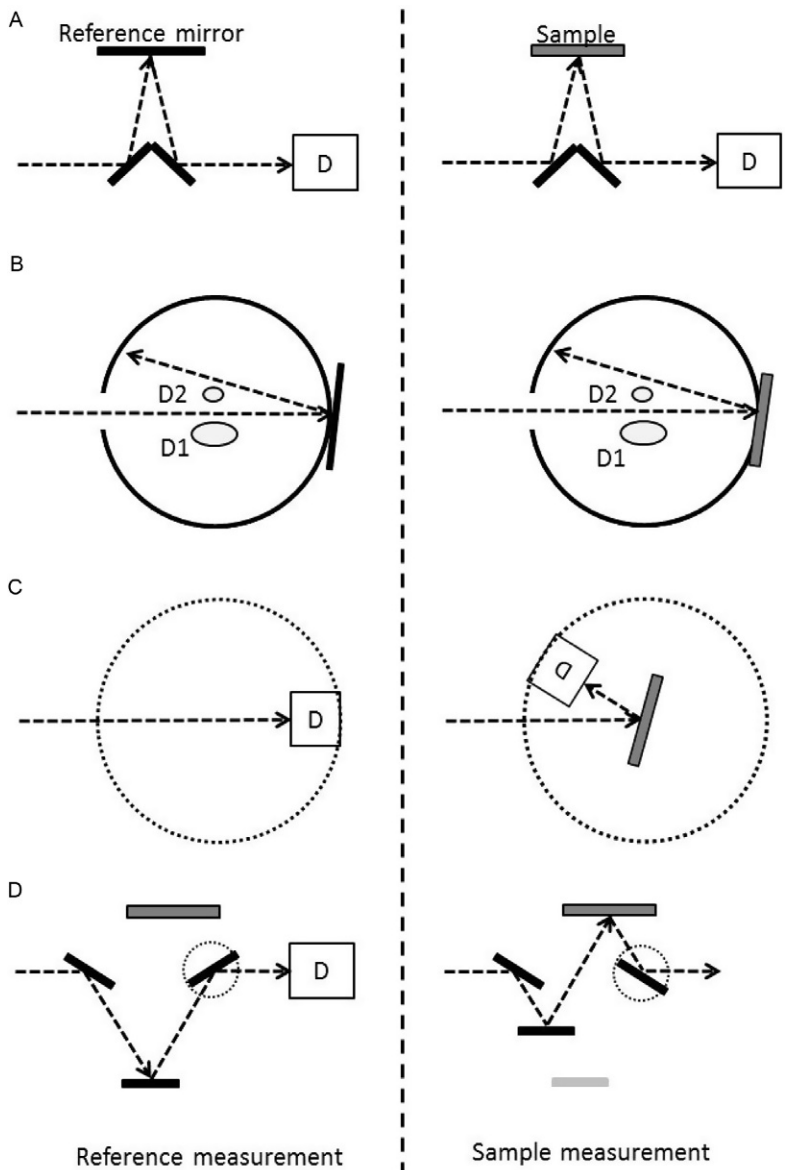 A
Reference mirror
D
Sample
D
B
D2
D1
D2
D1
C
D
D
D
D
Reference measurement
Sample measurement